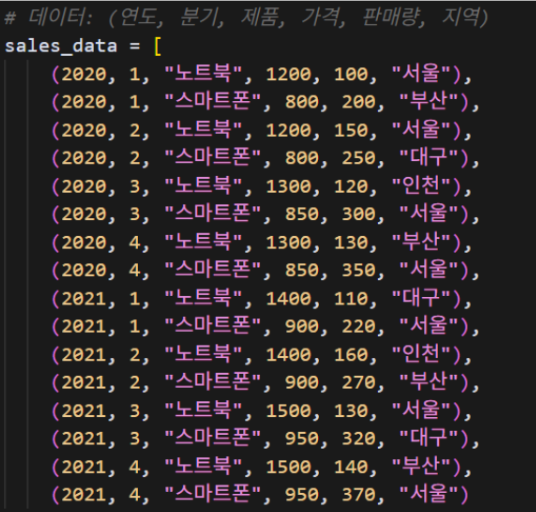 # 데이터: (연도, 분기, 제품, 가격, 판매량, 지역)
sales_data = [
    (2020, 1, "노트북", 1200, 100, "서울"),
    (2020, 1, "스마트폰", 800, 200, "부산"),
    (2020, 2, "노트북", 1200, 150, "서울"),
    (2020, 2, "스마트폰", 800, 250, "대구"),
    (2020, 3, "노트북", 1300, 120, "인천"),
    (2020, 3, "스마트폰", 850, 300, "서울"),
    (2020, 4, "노트북", 1300, 130, "부산"),
    (2020, 4, "스마트폰", 850, 350, "서울"),
    (2021, 1, "노트북", 1400, 110, "대구"),
    (2021, 1, "스마트폰", 900, 220, "서울"),
    (2021, 2, "노트북", 1400, 160, "인천"),
    (2021, 2, "스마트폰", 900, 270, "부산"),
    (2021, 3, "노트북", 1500, 130, "서울"),
    (2021, 3, "스마트폰", 950, 320, "대구"),
    (2021, 4, "노트북", 1500, 140, "부산"),
    (2021, 4, "스마트폰", 950, 370, "서울")